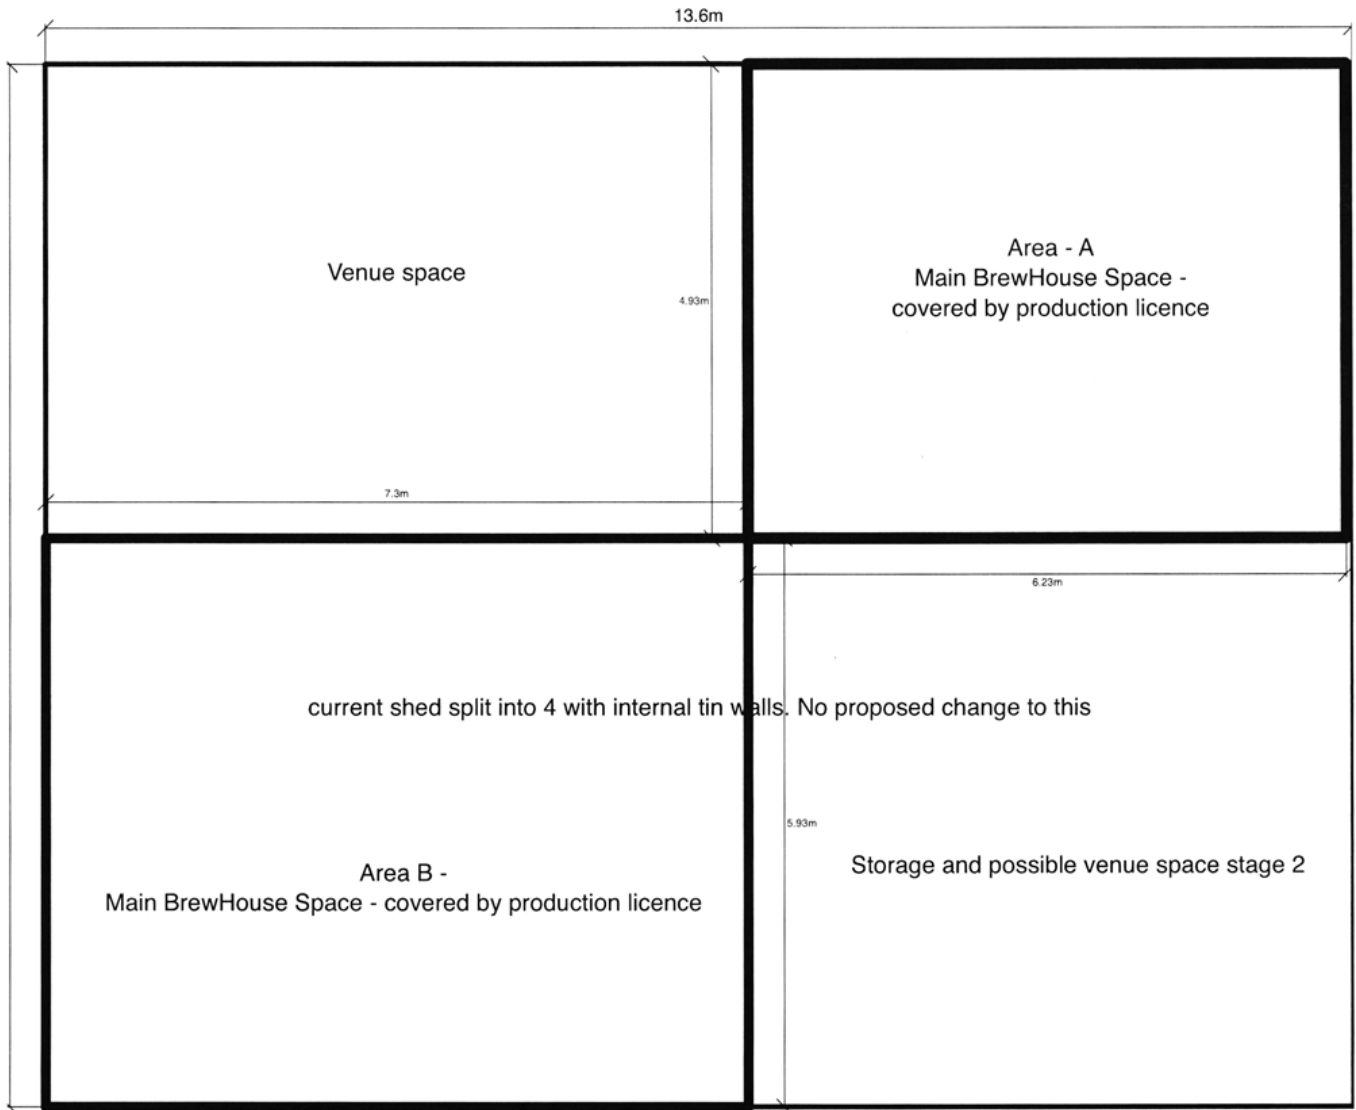 13.6m
Venue space
4.93m
Area - A
Main BrewHouse Space -
covered by production licence
7.3m
6.23m
current shed split into 4 with internal tin walls. No proposed change to this
5.93m
Storage and possible venue space stage 2
Area B -
Main BrewHouse Space - covered by production licence